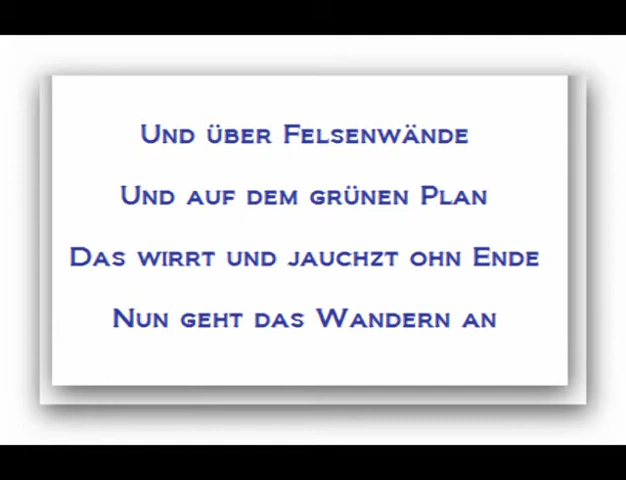 Und über Felsenwände
Und auf dem grünen Plan
Das wirrt und jauchzt ohn Ende
Nun geht das Wandern an